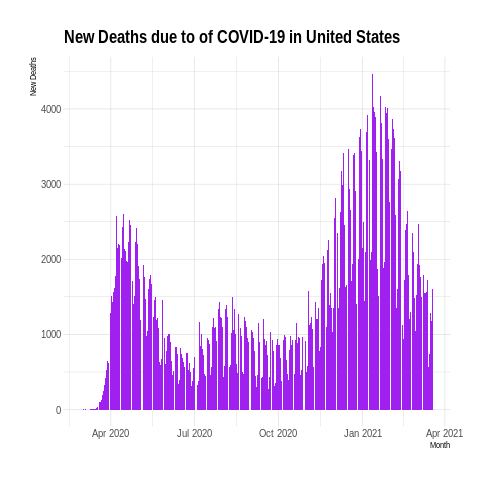 New Deaths due to of COVID-19 in United States
New Deaths
4000
3000
2000
1000
0
Apr 2020
Jul 2020
Oct 2020
Jan 2021
Apr 2021
Month